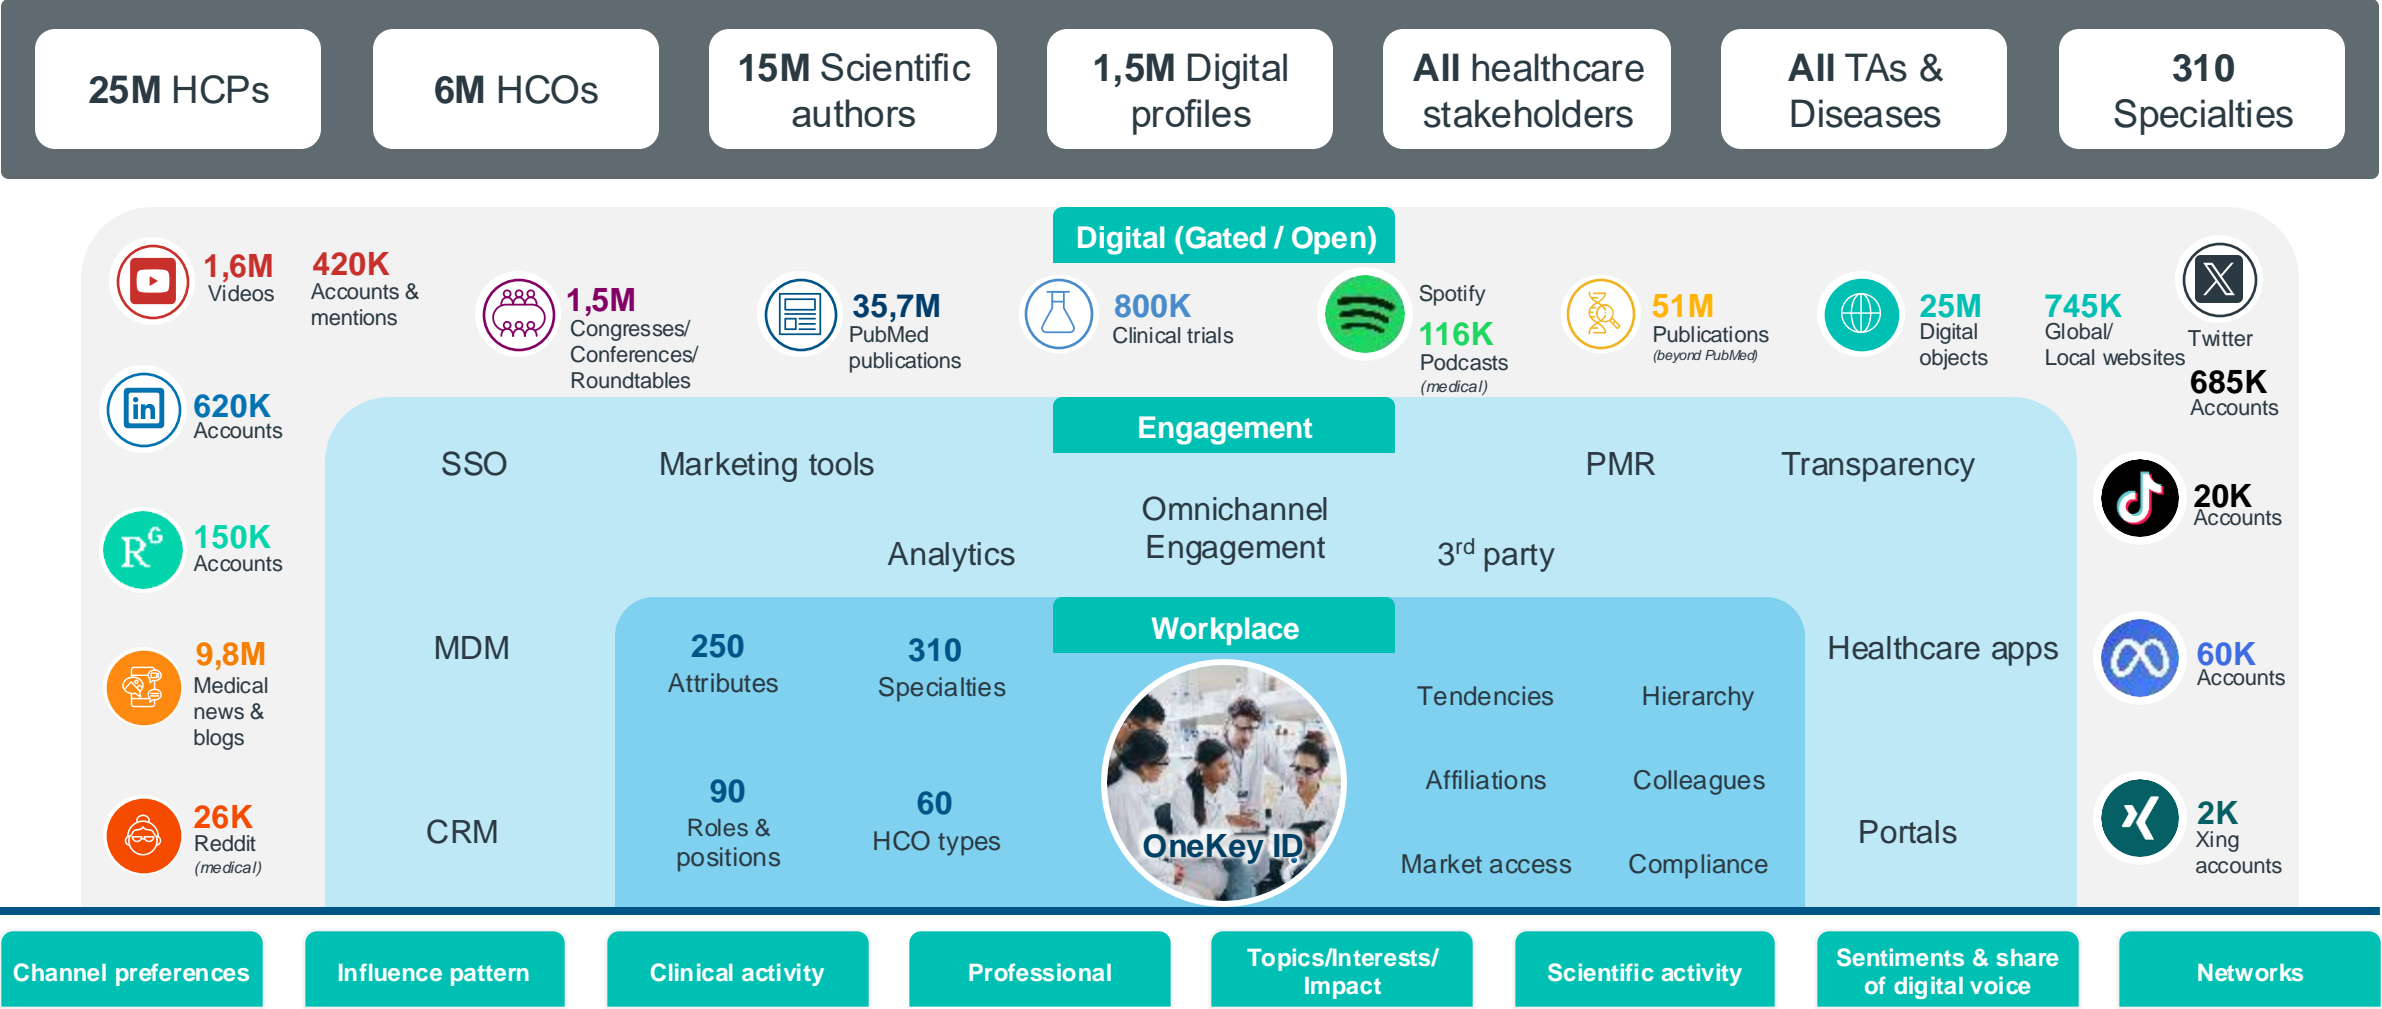 25M HCPs
6M HCOs
15M Scientific
authors
1,5M Digital
profiles
All healthcare
stakeholders
All TAs &
Diseases
310
Specialties
Digital (Gated / Open)
1,6M
Videos
420K
Accounts &
mentions
1,5M
Congresses/
Conferences/
Roundtables
35,7M
PubMed
publications
800K
Clinical trials
Spotify
116K
Podcasts
(medical)
51M
Publications
(beyond PubMed)
25M
Digital
objects
745K
Global/
Local websites
Twitter
685K
Accounts
in
620K
Accounts
RG
150K
Accounts
9,8M
Medical
news &
blogs
26K
Reddit
(medical)
20K
Accounts
60K
Accounts
2K
Xing
accounts
Engagement
SSO
Marketing tools
Analytics
Omnichannel
Engagement
3rd party
PMR
Transparency
MDM
CRM
Healthcare apps
Portals
Workplace
250
Attributes
310
Specialties
90
Roles &
positions
60
HCO types
OneKey ID
Tendencies
Hierarchy
Affiliations
Colleagues
Market access
Compliance
Channel preferences
Influence pattern
Clinical activity
Professional
Topics/Interests/
Impact
Scientific activity
Sentiments & share
of digital voice
Networks